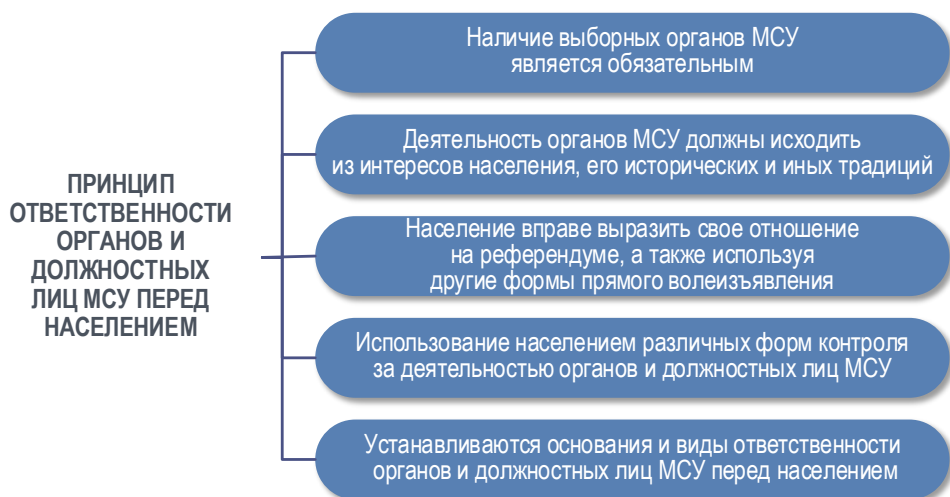 ПРИНЦИП
ОТВЕТСТВЕННОСТИ
ОРГАНОВ И
ДОЛЖНОСТНЫХ
ЛИЦ МСУ ПЕРЕД
НАСЕЛЕНИЕМ
Наличие выборных органов МСУ
является обязательным
Деятельность органов МСУ должны исходить
из интересов населения, его исторических и иных традиций
Население вправе выразить свое отношение
на референдуме, а также используя
другие формы прямого волеизъявления
Использование населением различных форм контроля
за деятельностью органов и должностных лиц МСУ
Устанавливаются основания и виды ответственности
органов и должностных лиц МСУ перед населением